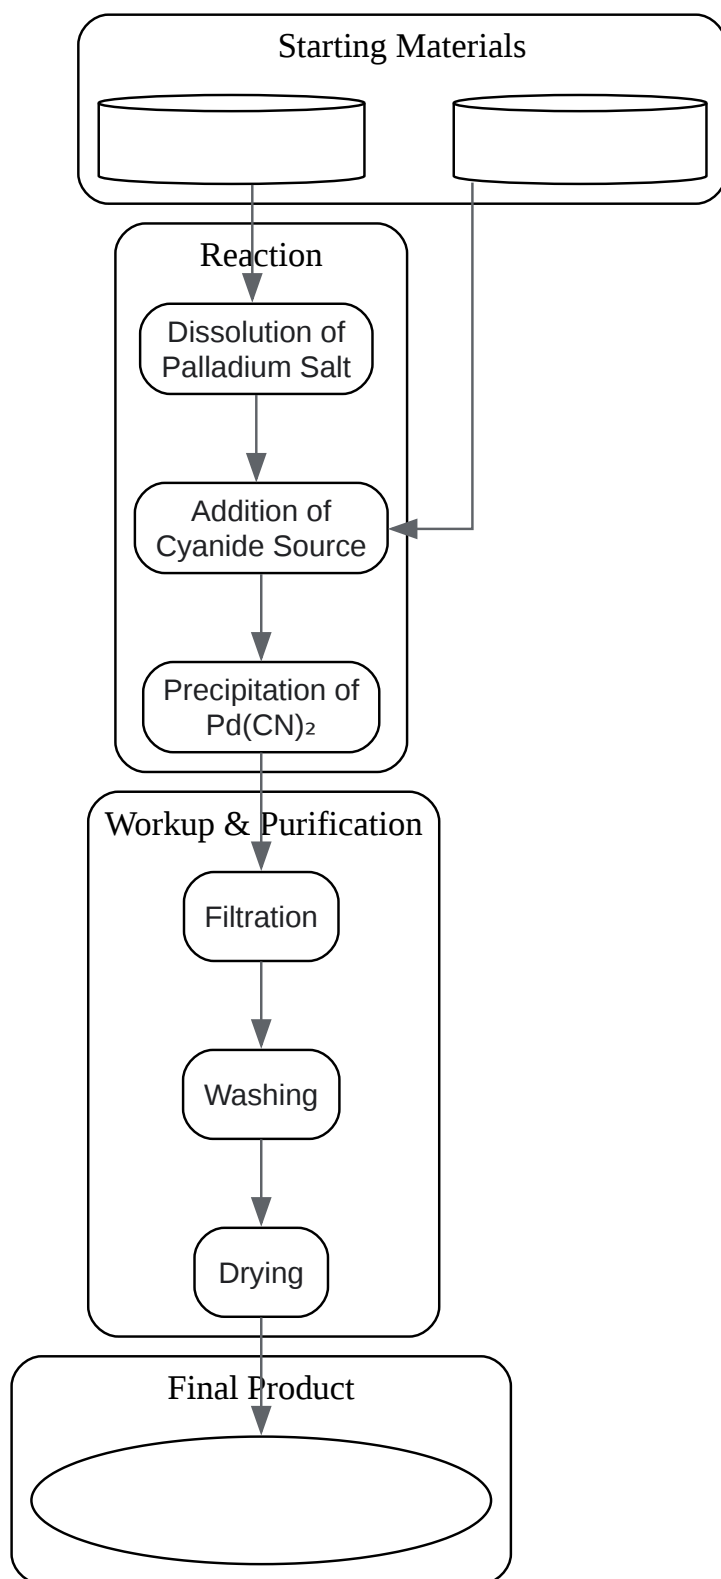 Starting Materials
Reaction
Dissolution of
Palladium Salt
Addition of
Cyanide Source
Precipitation of
Pd(CN)₂
Workup & Purification
Filtration
Washing
Drying
Final Product